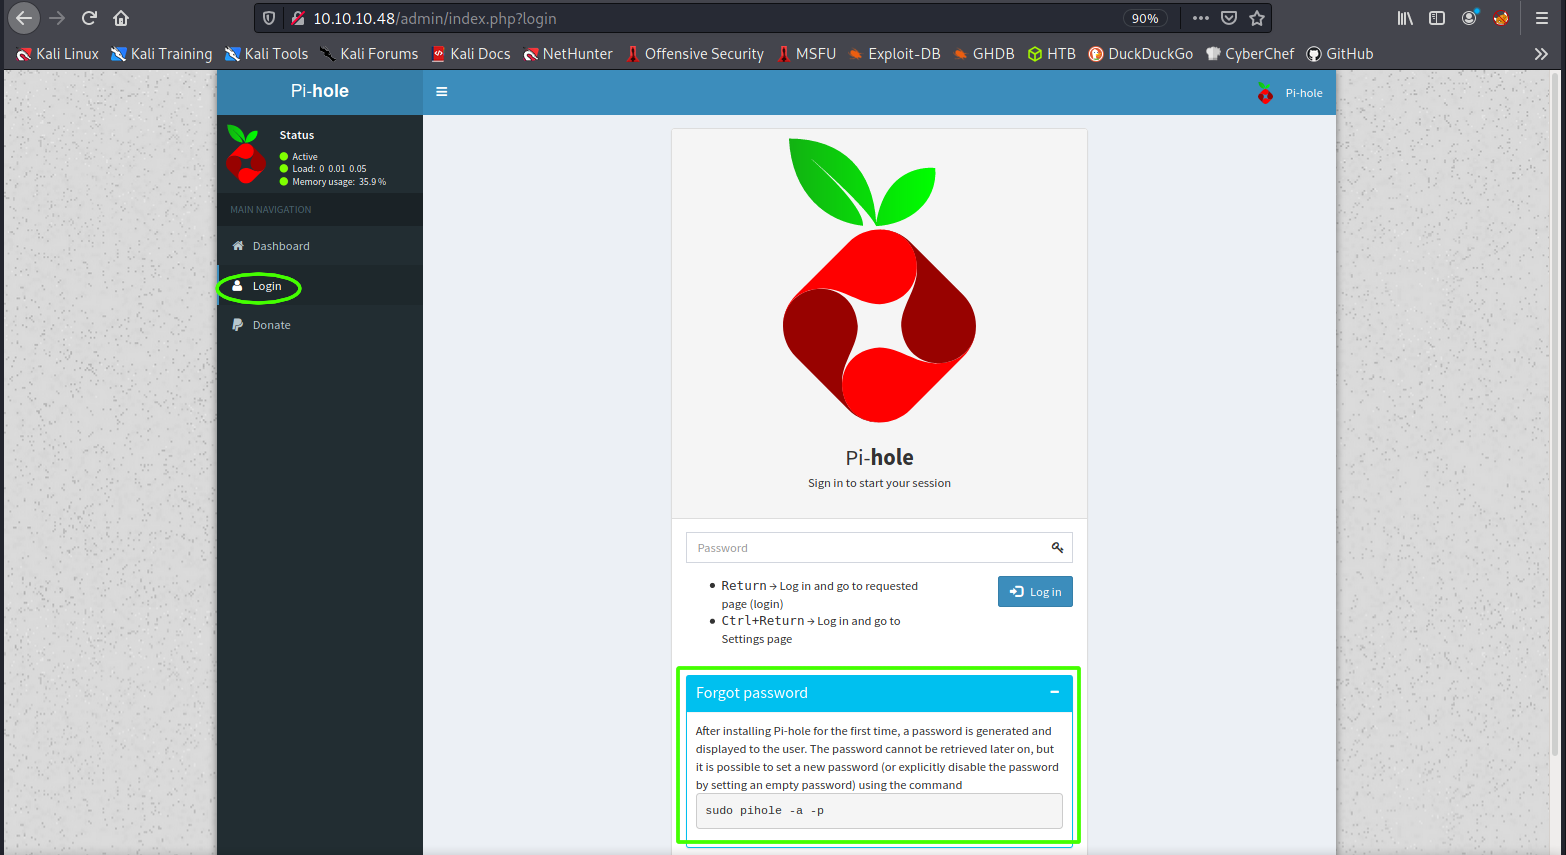 10.10.10.48/admin/index.php?login
90%
Kali Linux Kali Training Kali Tools Kali Forums Kali Docs NetHunter Offensive Security MSFU Exploit-DB GHDB HTB DuckDuckGo CyberChef GitHub
Pi-hole
Pi-hole
Status
Active
Load: 0 0.01 0.05
Memory usage: 35.9 %
MAIN NAVIGATION
Dashboard
Login
Donate
Pi-hole
Sign in to start your session
Password
Return → Log in and go to requested
page (login)
Ctrl+Return → Log in and go to
Settings page
Log in
Forgot password
After installing Pi-hole for the first time, a password is generated and
displayed to the user. The password cannot be retrieved later on, but
it is possible to set a new password (or explicitly disable the password
by setting an empty password) using the command
sudo pihole -a -p